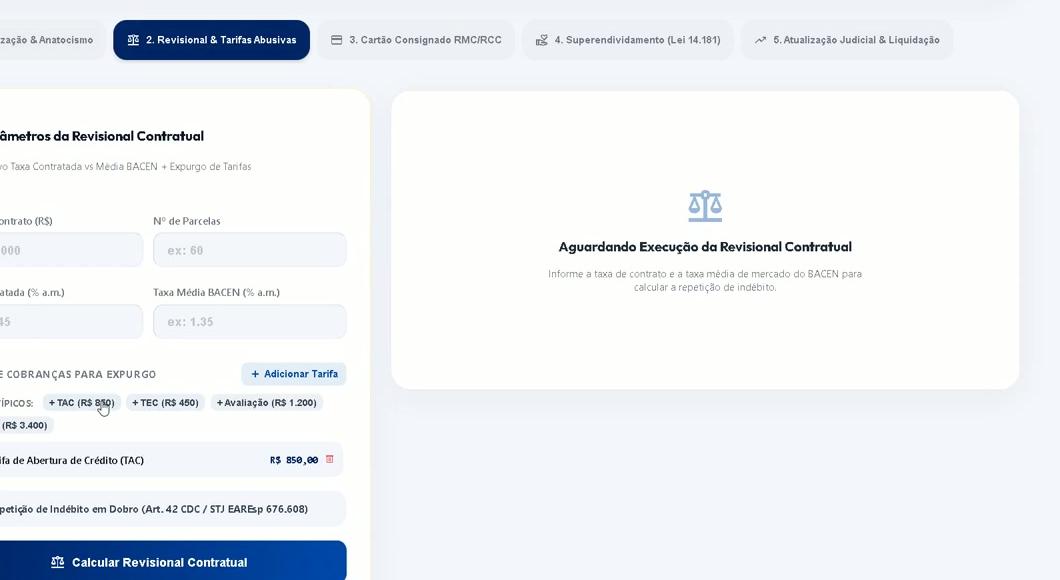 zação & Anatocismo
2. Revisional & Tarifas Abusivas
3. Cartão Consignado RMC/RCC
4. Superendividamento (Lei 14.181)
5. Atualização Judicial & Liquidação
âmetros da Revisional Contratual
vo Taxa Contratada vs Média BACEN + Expurgo de Tarifas
ontrato (R$)
Nº de Parcelas
000
ex: 60
atada (% a.m.)
Taxa Média BACEN (% a.m.)
45
ex: 1.35
E COBRANÇAS PARA EXPURGO
+ Adicionar Tarifa
ÍPICOS:
+ TAC (R$ 850)
+ TEC (R$ 450)
+ Avaliação (R$ 1.200)
(R$ 3.400)
ifa de Abertura de Crédito (TAC)
R$ 850,00
petição de Indébito em Dobro (Art. 42 CDC / STJ EAREsp 676.608)
Calcular Revisional Contratual
Aguardando Execução da Revisional Contratual
Informe a taxa de contrato e a taxa média de mercado do BACEN para
calcular a repetição de indébito.